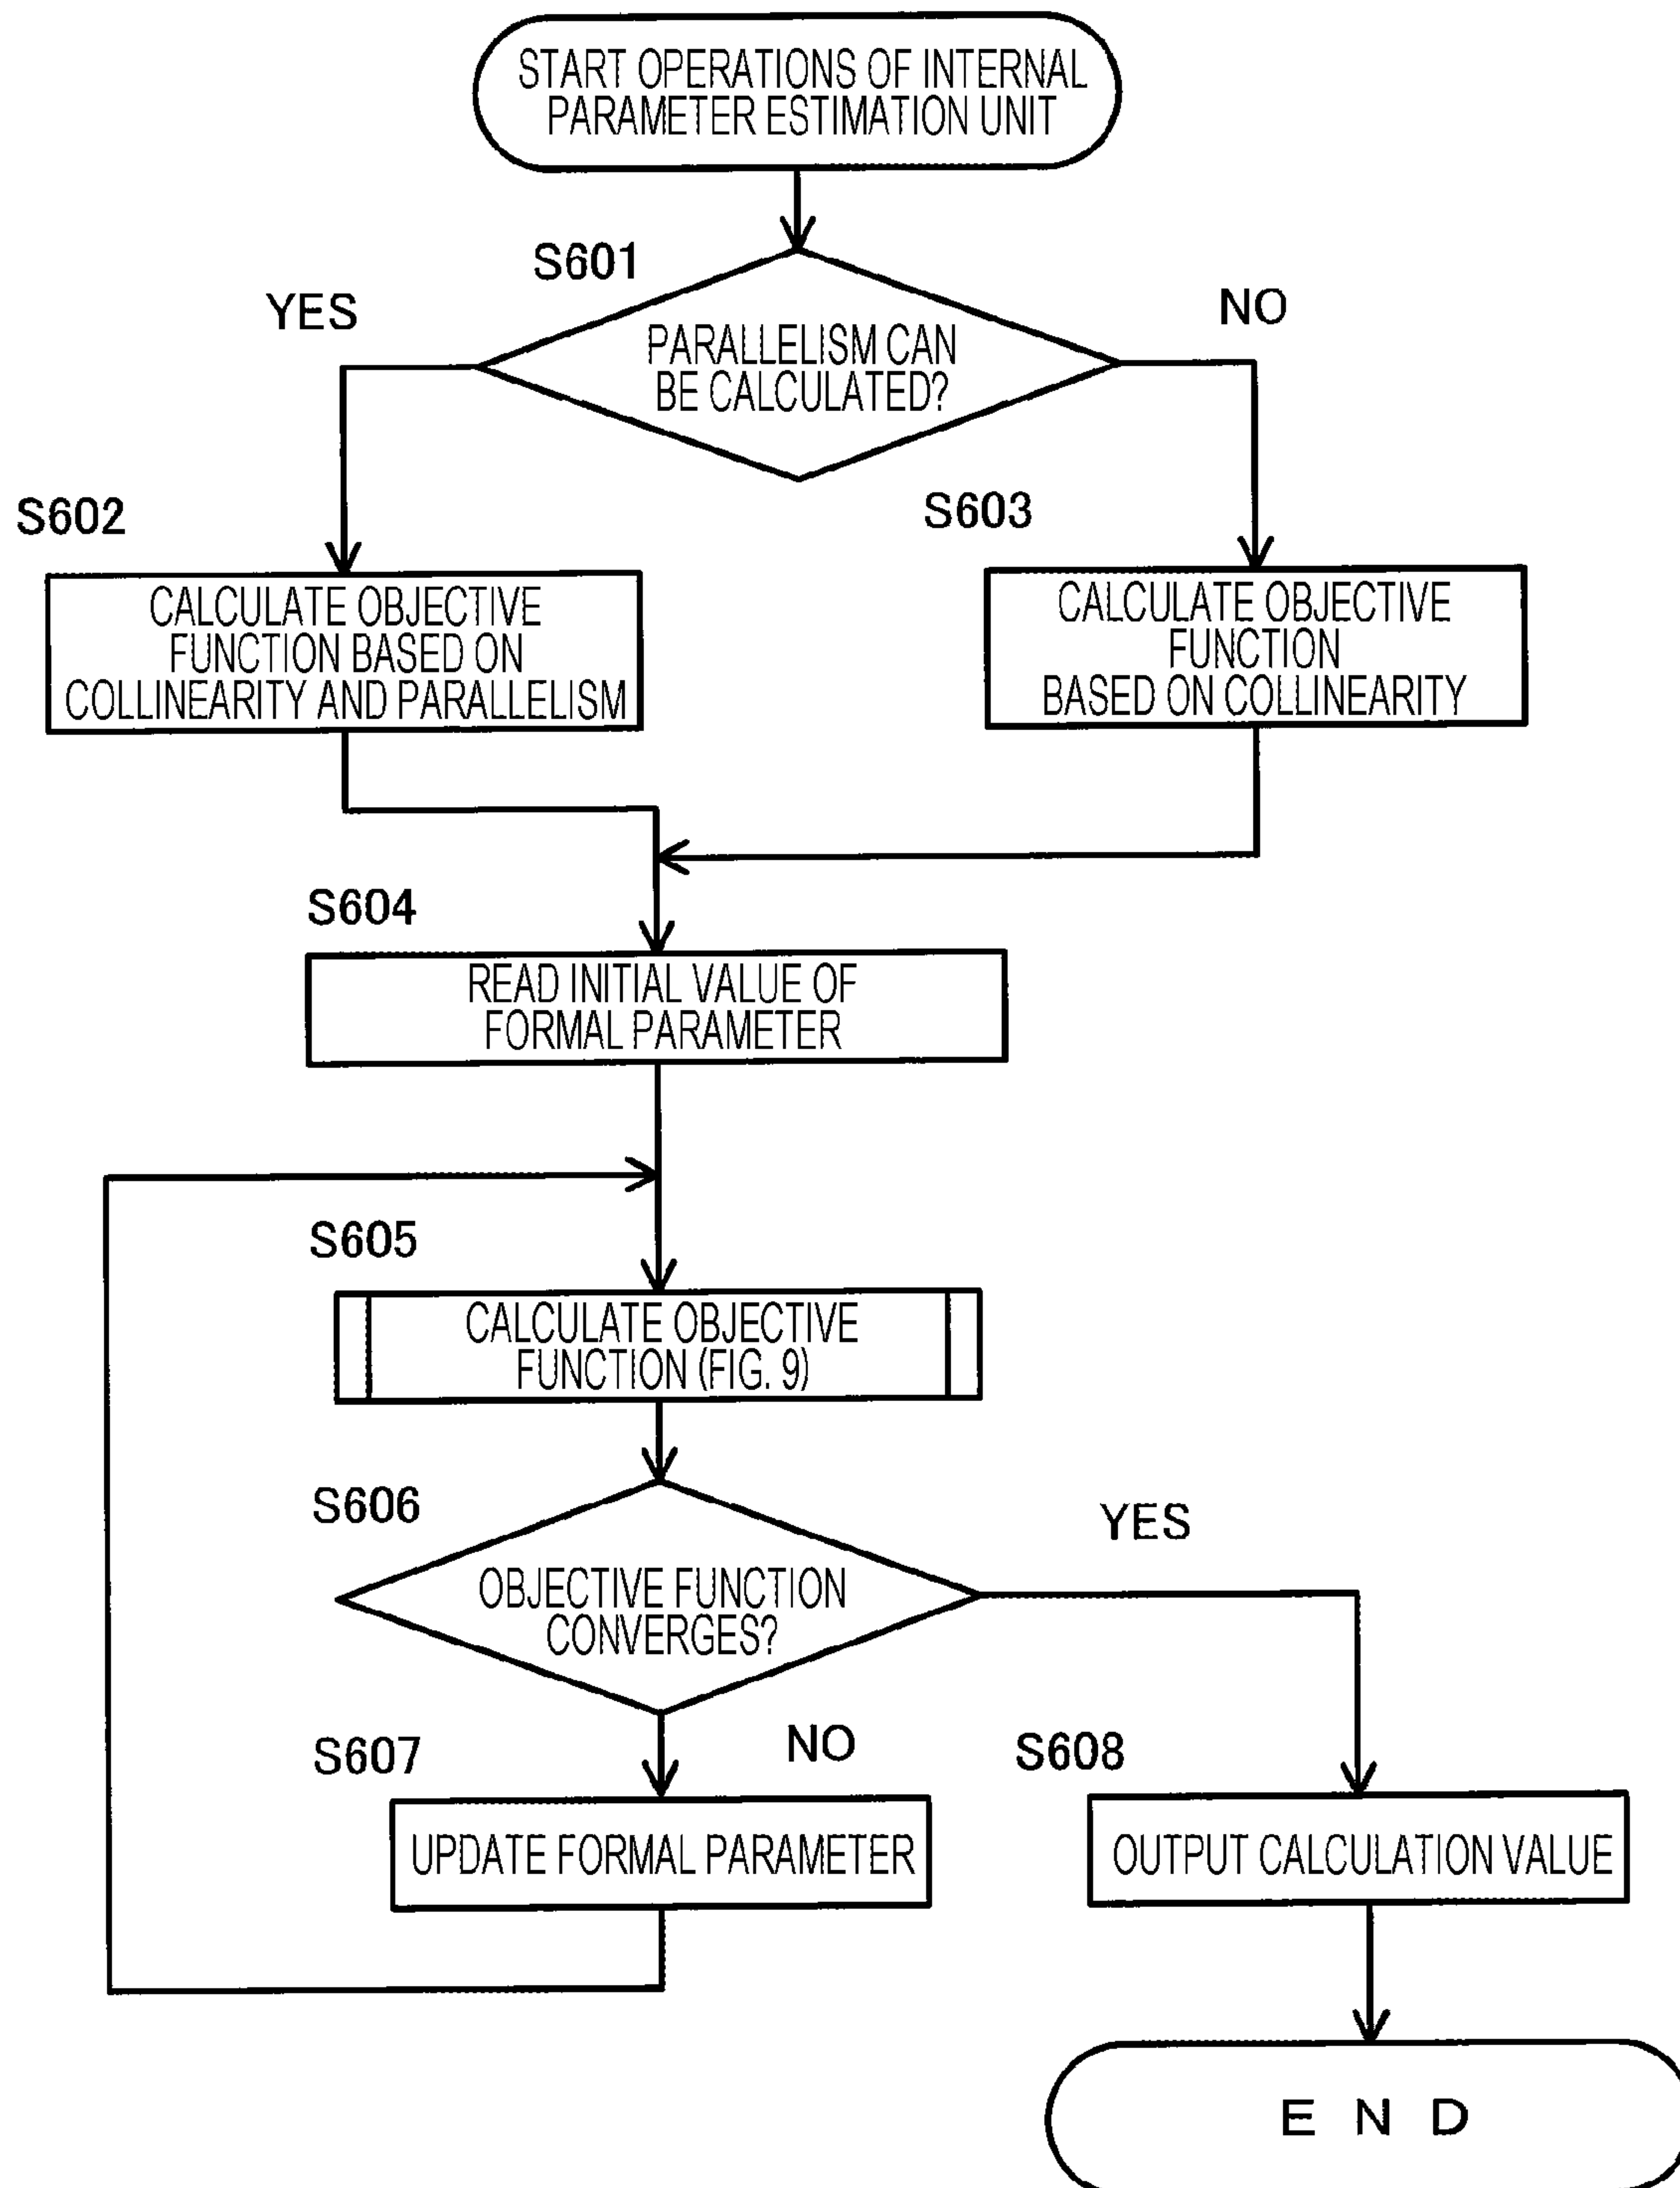 START OPERATIONS OF INTERNAL
PARAMETER ESTIMATION UNIT
S601
YES
NO
PARALLELISM CAN
BE CALCULATED?
S602
S603
CALCULATE OBJECTIVE
FUNCTION BASED ON
COLLINEARITY AND PARALLELISM
CALCULATE OBJECTIVE
FUNCTION
BASED ON COLLINEARITY
S604
READ INITIAL VALUE OF
FORMAL PARAMETER
S605
CALCULATE OBJECTIVE
FUNCTION (FIG. 9)
S606
YES
OBJECTIVE FUNCTION
CONVERGES?
S607
NO
S608
UPDATE FORMAL PARAMETER
OUTPUT CALCULATION VALUE
END